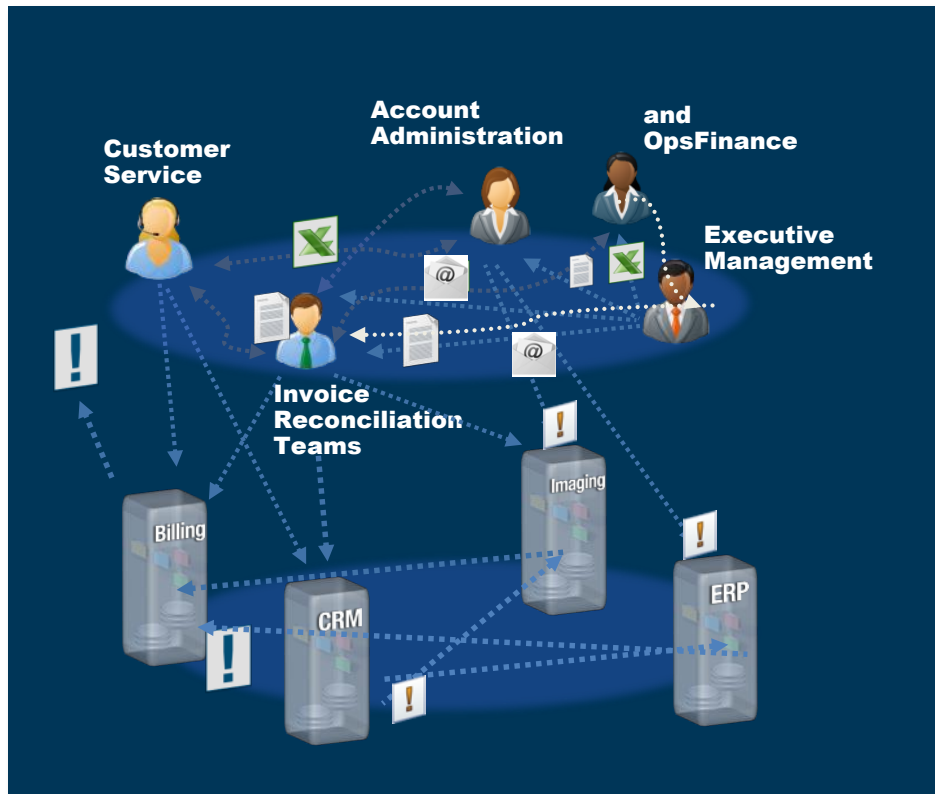 Account
Administration
and
OpsFinance
Customer
Service
Executive
Management
@
@
Invoice
Reconciliation
Teams
!
!
!
!
!
Imaging
Billing
ERP
CRM